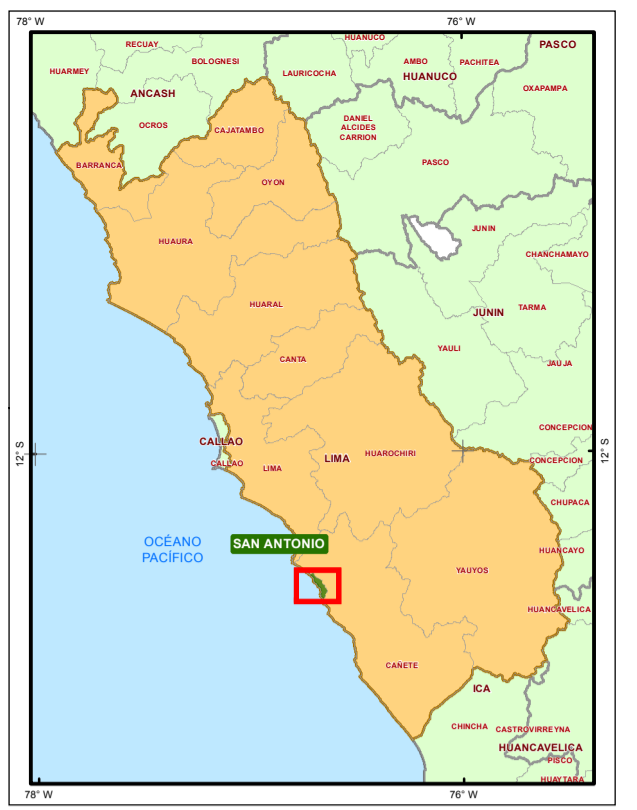 78° W
76° W
HUANUCO
PASCO
RECUAY
BOLOGNESI
AMBO
PACHITEA
HUARMEY
LAURICOCHA
HUANUCO
OXAPAMPA
ANCASH
DANIEL
ALCIDES
CARRION
OCROS
CAJATAMBO
PASCO
BARRANCA
OYON
JUNIN
HUAURA
CHANCHAMAYO
HUARAL
TARMA
JUNIN
YAULI
CANTA
JAUJA
CONCEPCION
CALLAO
12° S
LIMA
HUAROCHIRI
12° S
CALLAO
LIMA
CONCEPCION
CHUPACA
OCÉANO
PACÍFICO
SAN ANTONIO
HUANCAYO
YAUYOS
HUANCAVELICA
CAÑETE
ICA
CHINCHA
CASTROVIRREYNA
HUANCAVELICA
PISCO
HUAYTARA
78° W
76° W